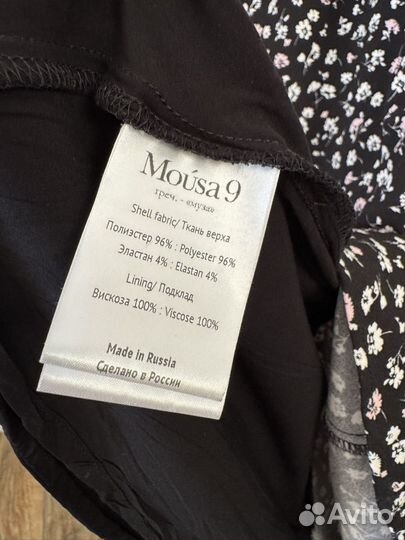 Moúsa 9
греч. - «муза»
Shell fabric/ Ткань верха
Полиэстер 96% : Polyester 96%
Эластан 4% : Elastan 4%
Lining/ Подклад
Вискоза 100% : Viscose 100%
Made in Russia
Сделано в России
Avito